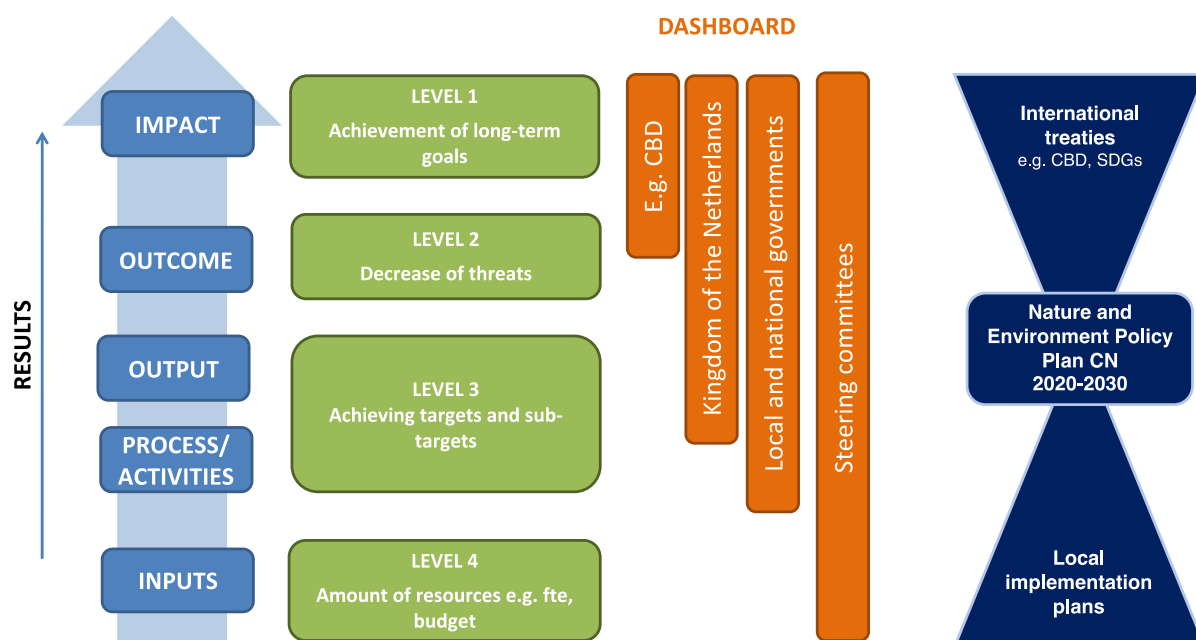 DASHBOARD
RESULTS
IMPACT
OUTCOME
OUTPUT
PROCESS/
ACTIVITIES
INPUTS
LEVEL 1
Achievement of long-term
goals
LEVEL 2
Decrease of threats
LEVEL 3
Achieving targets and sub-
targets
LEVEL 4
Amount of resources e.g. fte,
budget
E.g. CBD
Kingdom of the Netherlands
Local and national governments
Steering committees
International
treaties
e.g. CBD, SDGs
Nature and
Environment Policy
Plan CN
2020-2030
Local
implementation
plans